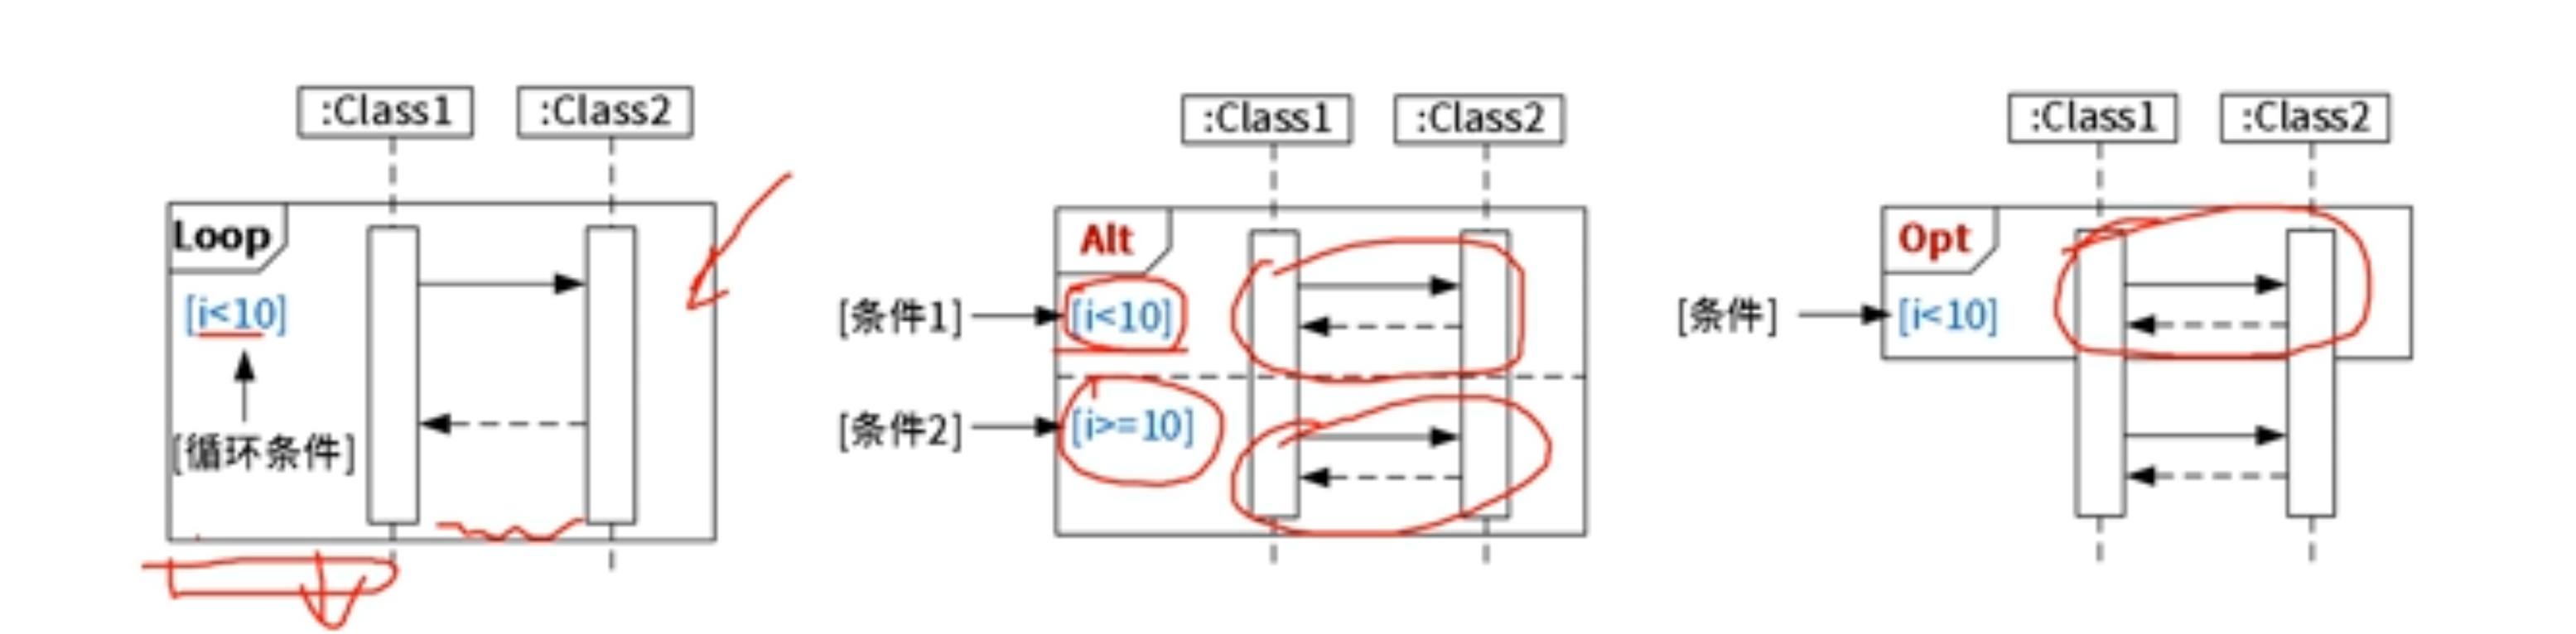 :Class1
:Class2
Loop
[i<10]
[循环条件]
:Class1
:Class2
Alt
[条件1]
[i<10]
[条件2]
[i>=10]
:Class1
:Class2
Opt
[条件]
[i<10]